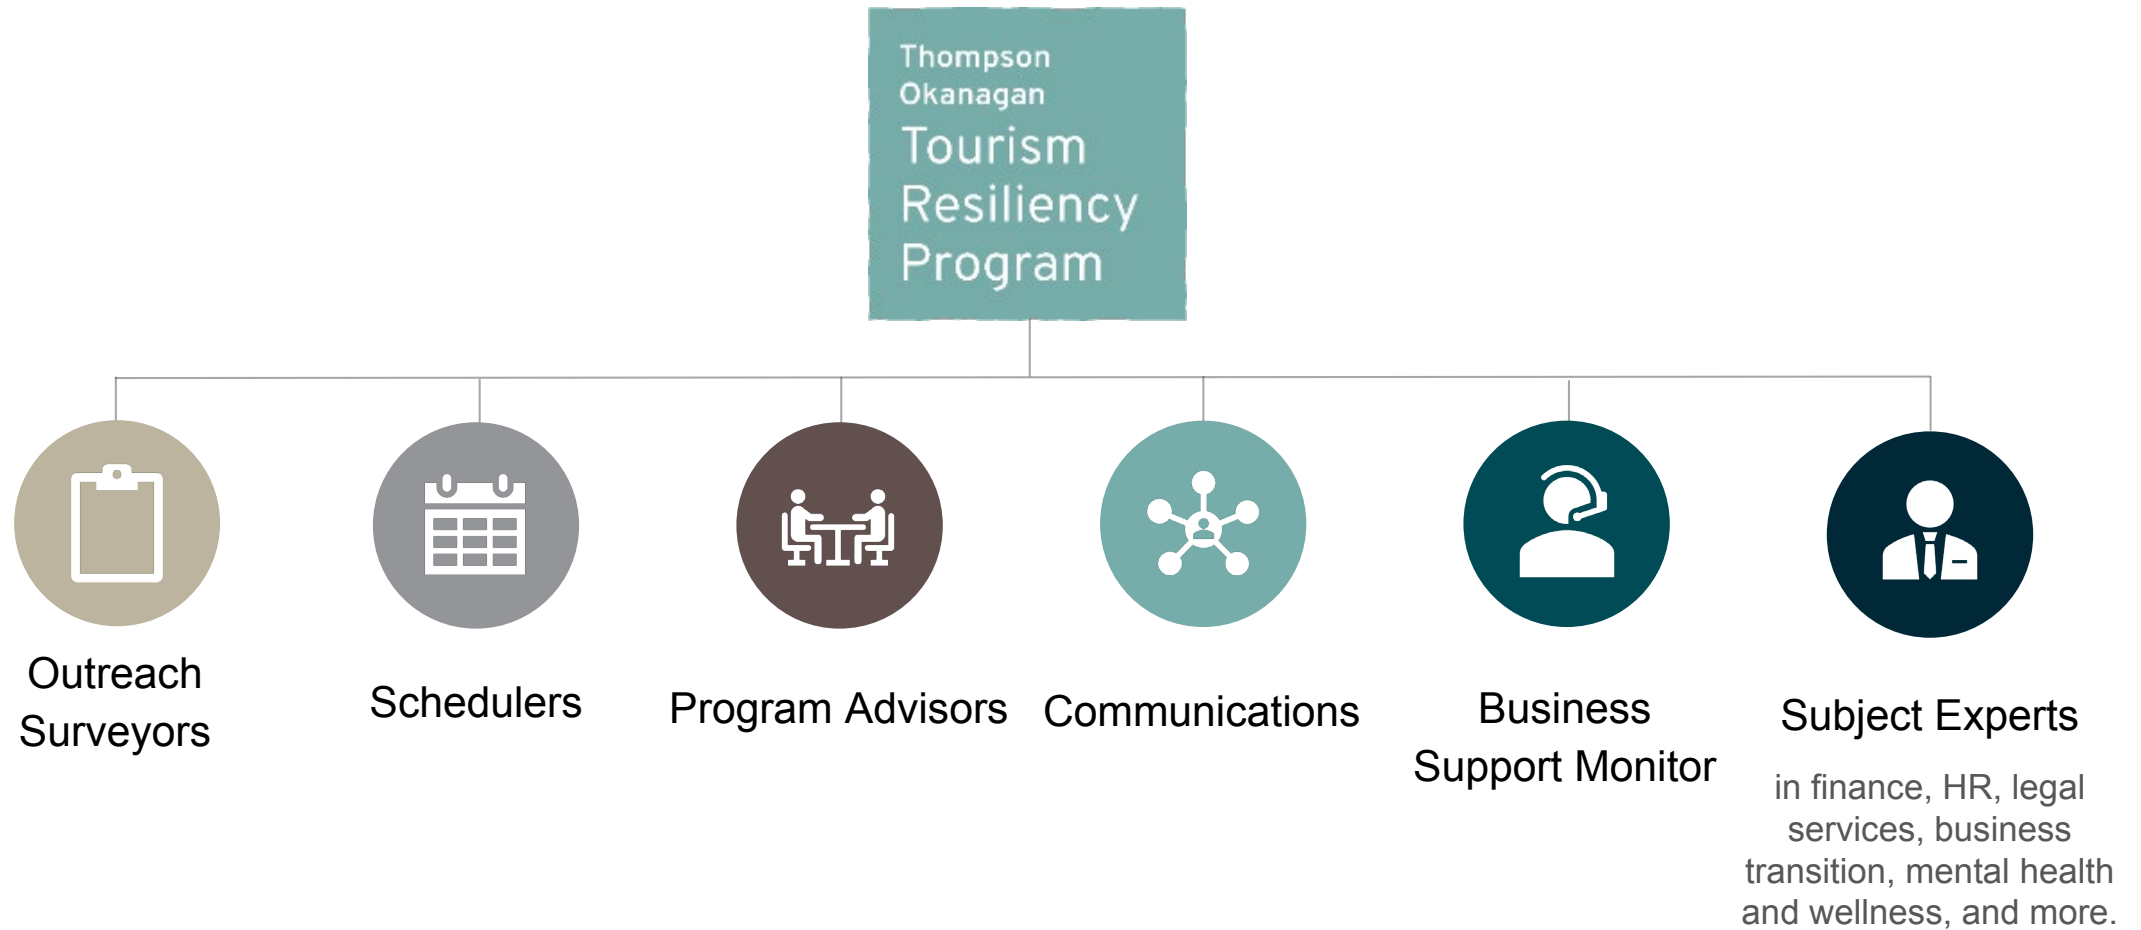 Thompson
Okanagan
Tourism
Resiliency
Program
Outreach
Surveyors
Schedulers
Program Advisors
Communications
Business
Support Monitor
Subject Experts
in finance, HR, legal
services, business
transition, mental health
and wellness, and more.